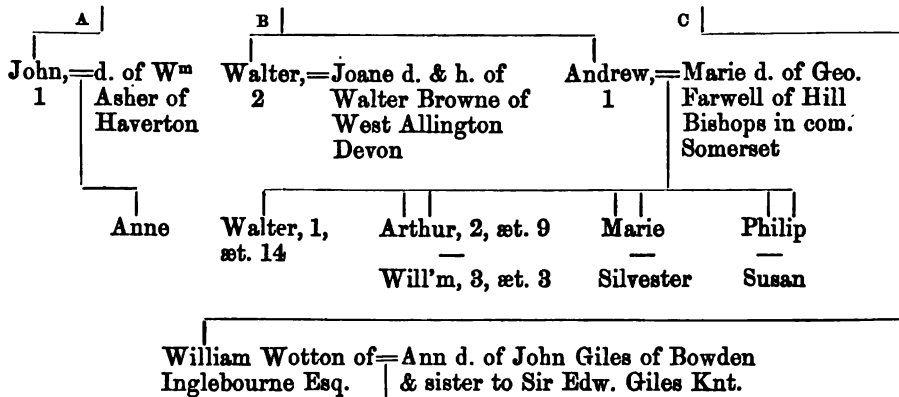 A B C
John,=d. of Wᵐ Walter,=Joane d. & h. of Andrew,=Marie d. of Geo.
1 Asher of 2 Walter Browne of 1 Farwell of Hill
Haverton West Allington Bishops in com.
Devon Somerset
Anne Walter, 1, Arthur, 2, æt. 9 Marie Philip
æt. 14 — — —
Will'm, 3, æt. 3 Silvester Susan
William Wotton of=Ann d. of John Giles of Bowden
Inglebourne Esq. & sister to Sir Edw. Giles Knt.